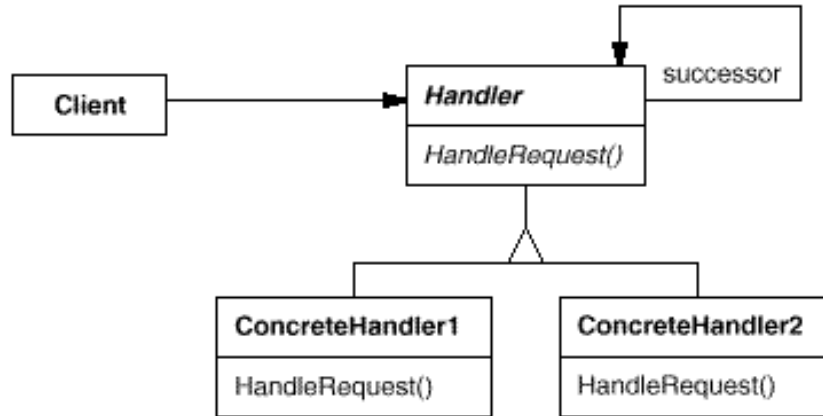 successor
Client
Handler
HandleRequest()
ConcreteHandler1
ConcreteHandler2
HandleRequest()
HandleRequest()